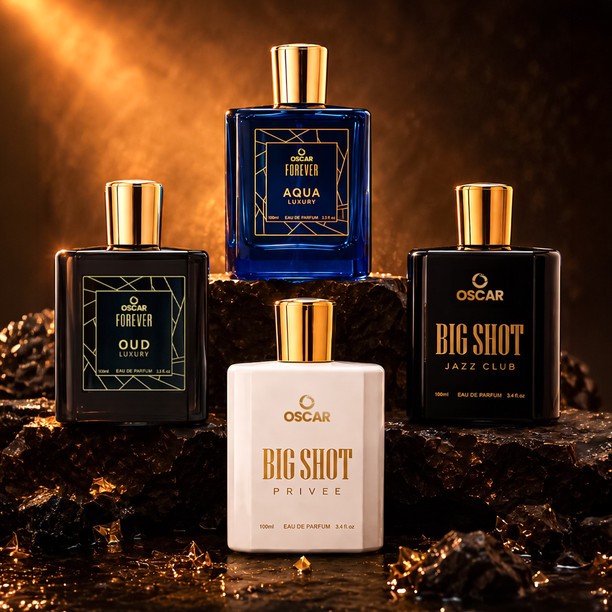 OSCAR
FOREVER
AQUA
LUXURY
100ml EAU DE PARFUM 3.3 fl.oz
OSCAR
FOREVER
OUD
LUXURY
EAU DE PARFUM
OSCAR
BIG SHOT
JAZZ CLUB
100ml EAU DE PARFUM 3.4 fl.oz
OSCAR
BIG SHOT
PRIVEE
100ml EAU DE PARFUM 3.4 fl.oz